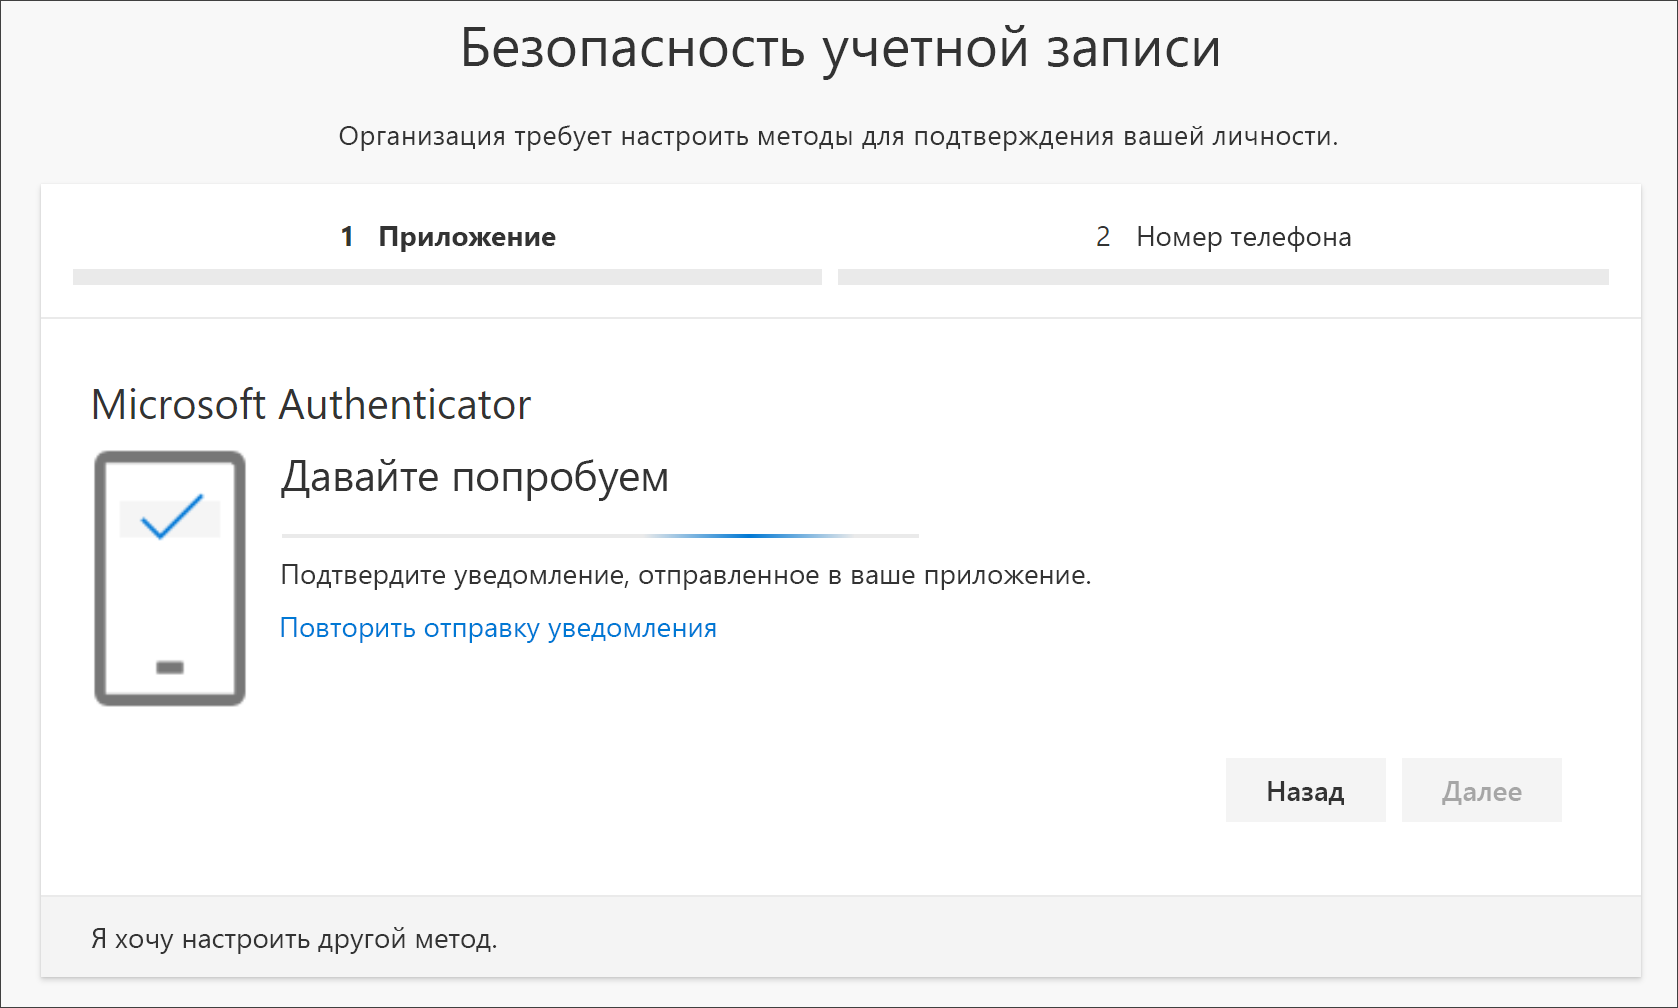 Безопасность учетной записи
Организация требует настроить методы для подтверждения вашей личности.
1 Приложение
2 Номер телефона
Microsoft Authenticator
Давайте попробуем
Подтвердите уведомление, отправленное в ваше приложение.
Повторить отправку уведомления
Назад
Далее
Я хочу настроить другой метод.